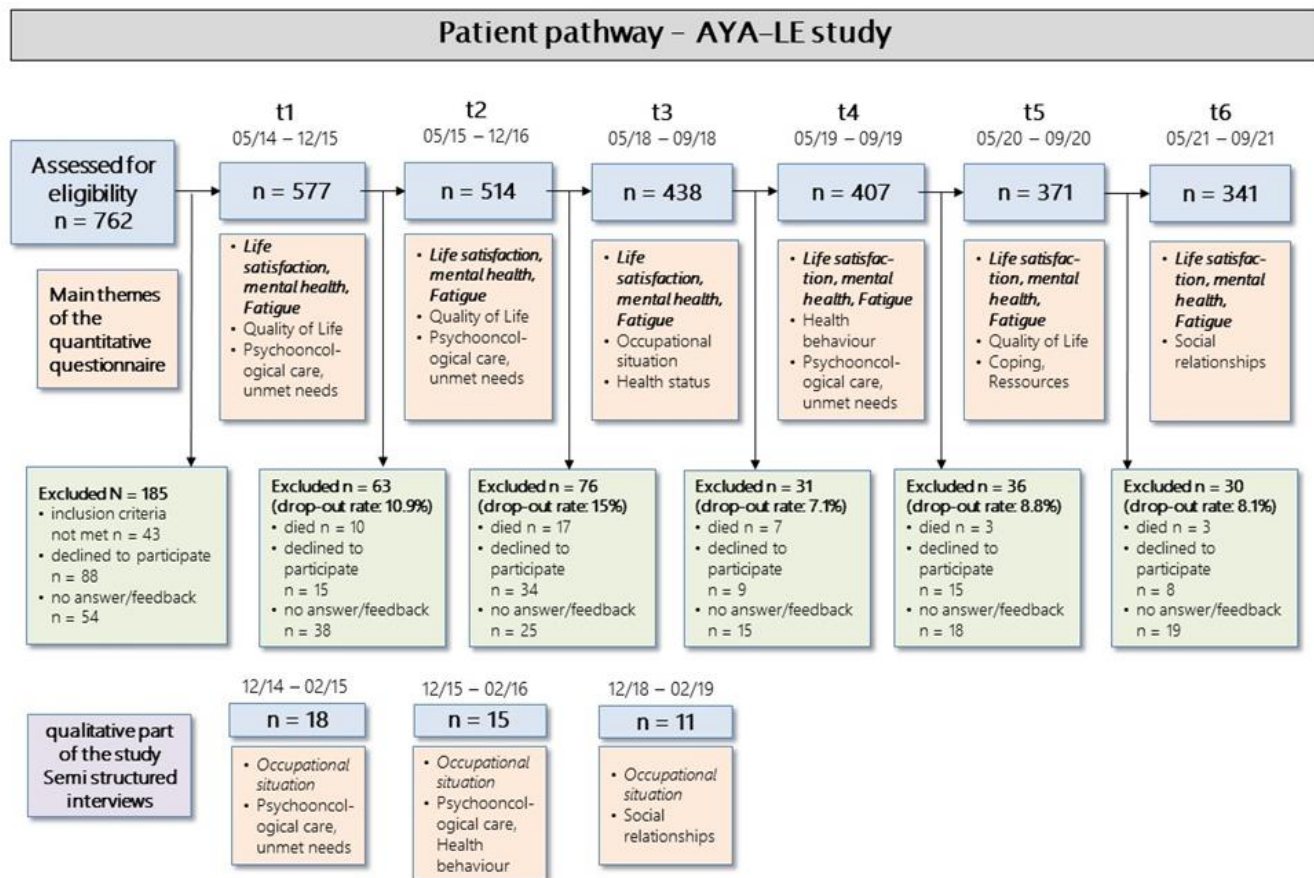 Patient pathway – AYA-LE study
t1
05/14 – 12/15
t2
05/15 – 12/16
t3
05/18 – 09/18
t4
05/19 – 09/19
t5
05/20 – 09/20
t6
05/21 – 09/21
Assessed for
eligibility
n = 762
n = 577
n = 514
n = 438
n = 407
n = 371
n = 341
Main themes
of the
quantitative
questionnaire
• Life
satisfaction,
mental health,
Fatigue
• Quality of Life
• Psychooncol-
ogical care,
unmet needs
• Life satisfaction,
mental health,
Fatigue
• Quality of Life
• Psychooncol-
ogical care,
unmet needs
• Life
satisfaction,
mental health,
Fatigue
• Occupational
situation
• Health status
• Life satisfac-
tion, mental
health, Fatigue
• Health
behaviour
• Psychooncol-
ogical care,
unmet needs
• Life satisfac-
tion, mental
health,
Fatigue
• Quality of Life
• Coping,
Ressources
• Life satisfac-
tion, mental
health,
Fatigue
• Social
relationships
Excluded N = 185
• inclusion criteria
not met n = 43
• declined to participate
n = 88
• no answer/feedback
n = 54
Excluded n = 63
(drop-out rate: 10.9%)
• died n = 10
• declined to
participate
n = 15
• no answer/feedback
n = 38
Excluded n = 76
(drop-out rate: 15%)
• died n = 17
• declined to
participate
n = 34
• no answer/feedback
n = 25
Excluded n = 31
(drop-out rate: 7.1%)
• died n = 7
• declined to
participate
n = 9
• no answer/feedback
n = 15
Excluded n = 36
(drop-out rate: 8.8%)
• died n = 3
• declined to
participate
n = 15
• no answer/feedback
n = 18
Excluded n = 30
(drop-out rate: 8.1%)
• died n = 3
• declined to
participate
n = 8
• no answer/feedback
n = 19
qualitative part
of the study
Semi structured
interviews
12/14 – 02/15
n = 18
• Occupational
situation
• Psychooncol-
ogical care,
unmet needs
12/15 – 02/16
n = 15
• Occupational
situation
• Psychooncol-
ogical care,
Health
behaviour
12/18 – 02/19
n = 11
• Occupational
situation
• Social
relationships